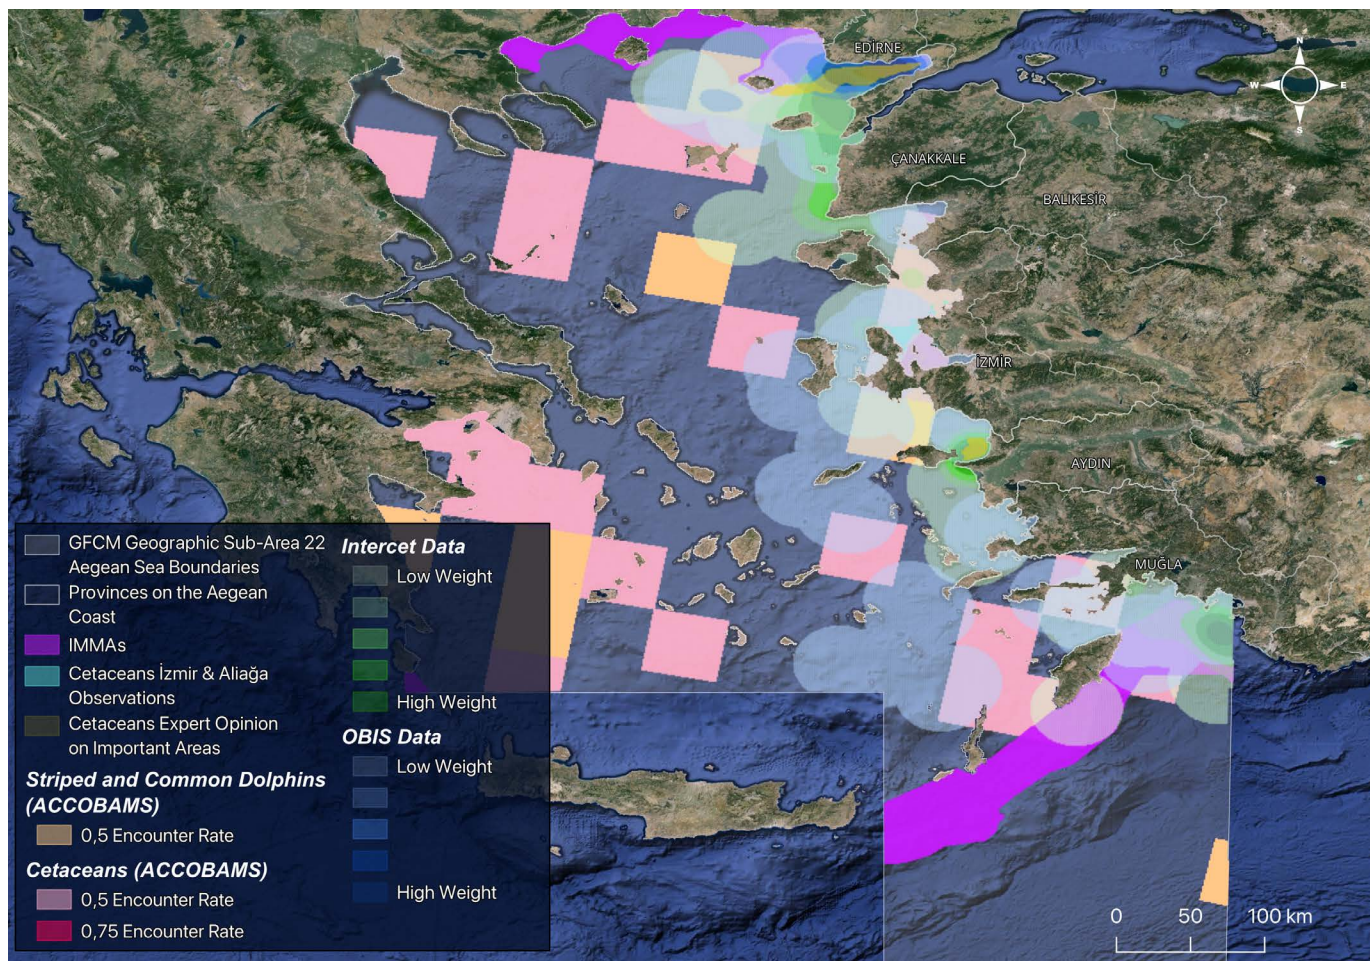 N
W E
S
EDİRNE
ÇANAKKALE
BALIKESİR
İZMİR
AYDIN
MUĞLA
GFCM Geographic Sub-Area 22
Aegean Sea Boundaries
Provinces on the Aegean
Coast
IMMAs
Cetaceans İzmir & Aliağa
Observations
Cetaceans Expert Opinion
on Important Areas
Striped and Common Dolphins
(ACCOBAMS)
0,5 Encounter Rate
Cetaceans (ACCOBAMS)
0,5 Encounter Rate
0,75 Encounter Rate
Intercet Data
Low Weight
High Weight
OBIS Data
Low Weight
High Weight
0 50 100 km